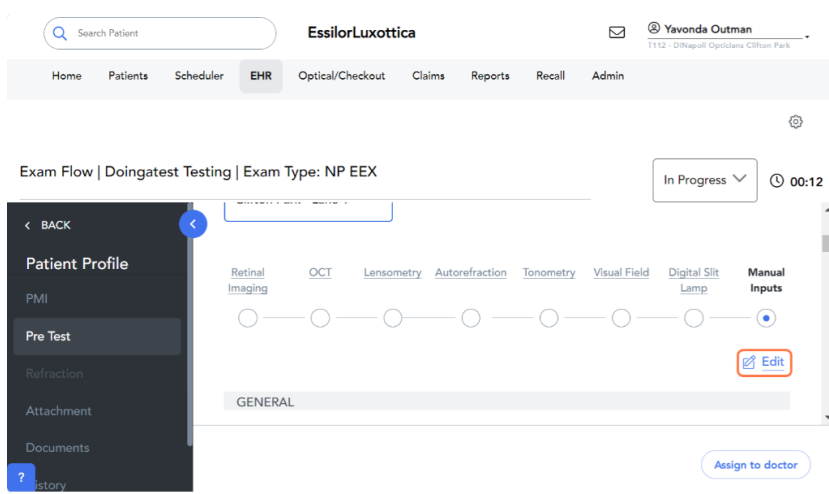 Search Patient
EssilorLuxottica
Yavonda Outman
T112 - DiNapoli Opticians Clifton Park
Home Patients Scheduler EHR Optical/Checkout Claims Reports Recall Admin
Exam Flow | Doingatest Testing | Exam Type: NP EEX
In Progress
00:12
BACK
Patient Profile
PMI
Pre Test
Refraction
Attachment
Documents
?
Retinal Imaging
OCT
Lensometry
Autorefraction
Tonometry
Visual Field
Digital Slit Lamp
Manual Inputs
Edit
GENERAL
Assign to doctor